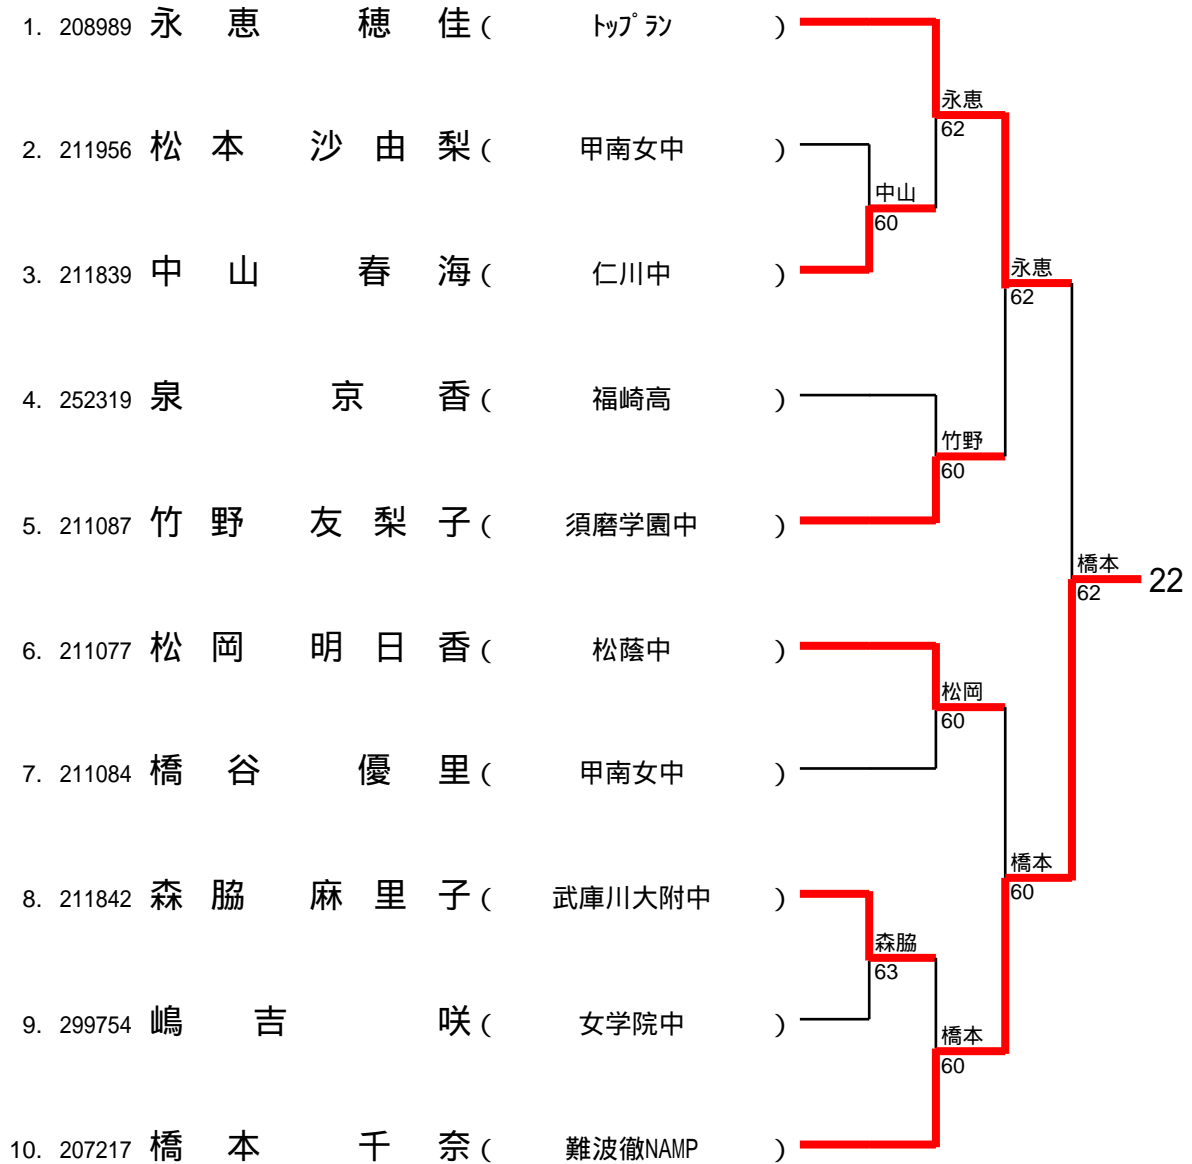 1. 208989 永 恵 穂 佳 ( トップラン )
永恵
62
2. 211956 松 本 沙 由 梨 ( 甲南女中 )
中山
60
3. 211839 中 山 春 海 ( 仁川中 )
永恵
62
4. 252319 泉 京 香 ( 福崎高 )
竹野
60
5. 211087 竹 野 友 梨 子 ( 須磨学園中 )
橋本
62 22
6. 211077 松 岡 明 日 香 ( 松蔭中 )
松岡
60
7. 211084 橋 谷 優 里 ( 甲南女中 )
橋本
60
8. 211842 森 脇 麻 里 子 ( 武庫川大附中 )
森脇
63
9. 299754 嶋 吉 咲 ( 女学院中 )
橋本
60
10. 207217 橋 本 千 奈 ( 難波徹NAMP )